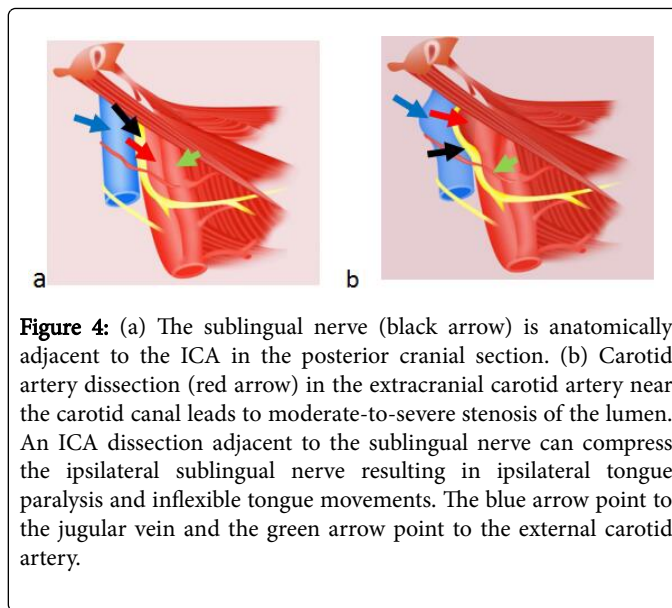 a
b
Figure 4: (a) The sublingual nerve (black arrow) is anatomically
adjacent to the ICA in the posterior cranial section. (b) Carotid
artery dissection (red arrow) in the extracranial carotid artery near
the carotid canal leads to moderate-to-severe stenosis of the lumen.
An ICA dissection adjacent to the sublingual nerve can compress
the ipsilateral sublingual nerve resulting in ipsilateral tongue
paralysis and inflexible tongue movements. The blue arrow point to
the jugular vein and the green arrow point to the external carotid
artery.